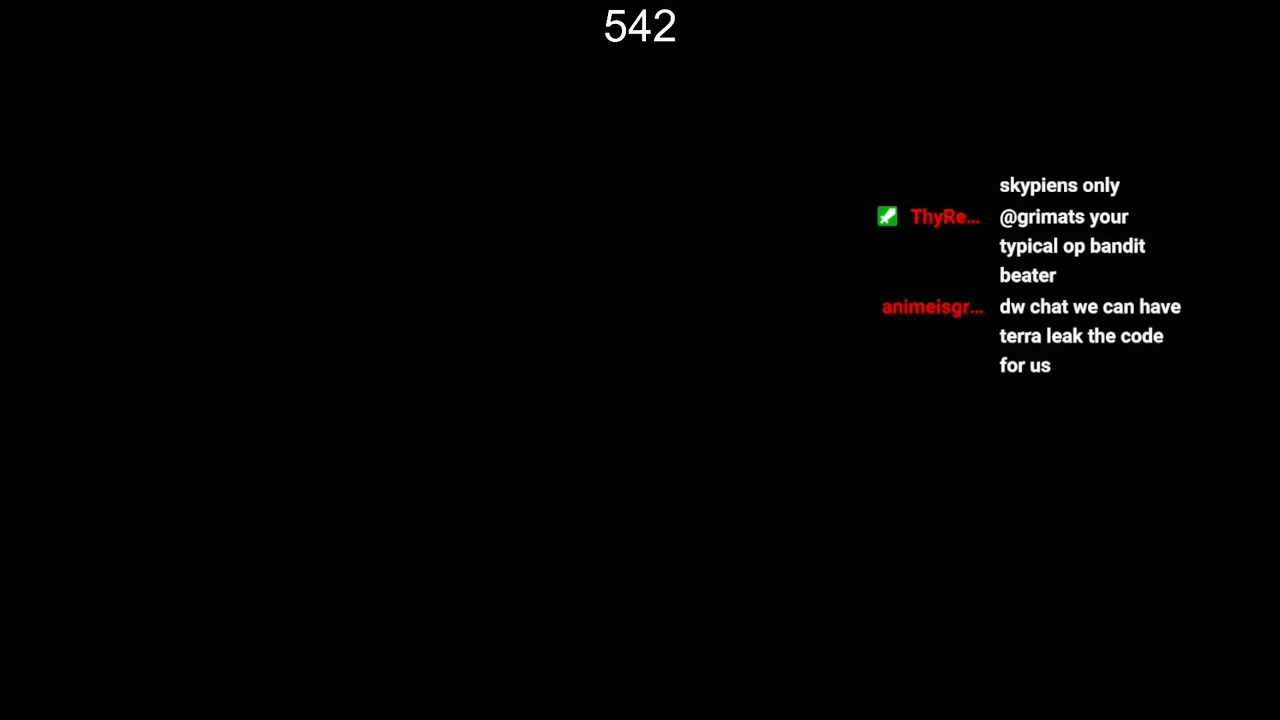 542
skypiens only
ThyRe... @grimats your
typical op bandit
beater
animeisgr... dw chat we can have
terra leak the code
for us